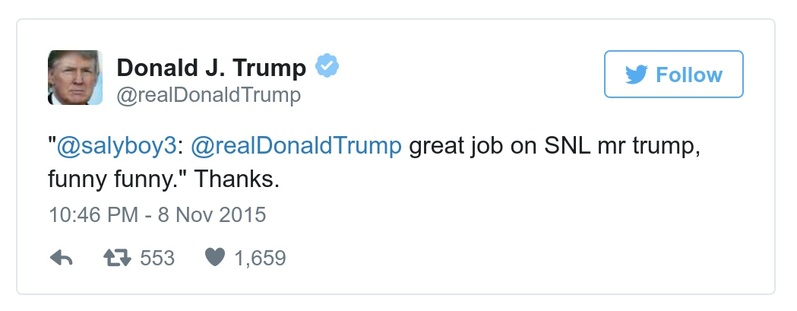 Donald J. Trump
@realDonaldTrump
Follow
"@salyboy3: @realDonaldTrump great job on SNL mr trump,
funny funny." Thanks.
10:46 PM - 8 Nov 2015
553 1,659